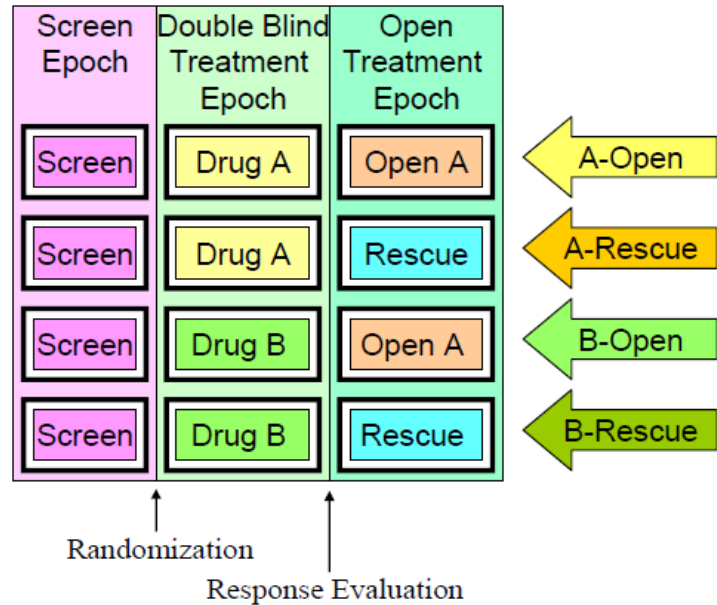 Screen
Epoch
Double Blind
Treatment
Epoch
Open
Treatment
Epoch
Screen
Drug A
Open A
A-Open
Screen
Drug A
Rescue
A-Rescue
Screen
Drug B
Open A
B-Open
Screen
Drug B
Rescue
B-Rescue
Randomization
Response Evaluation